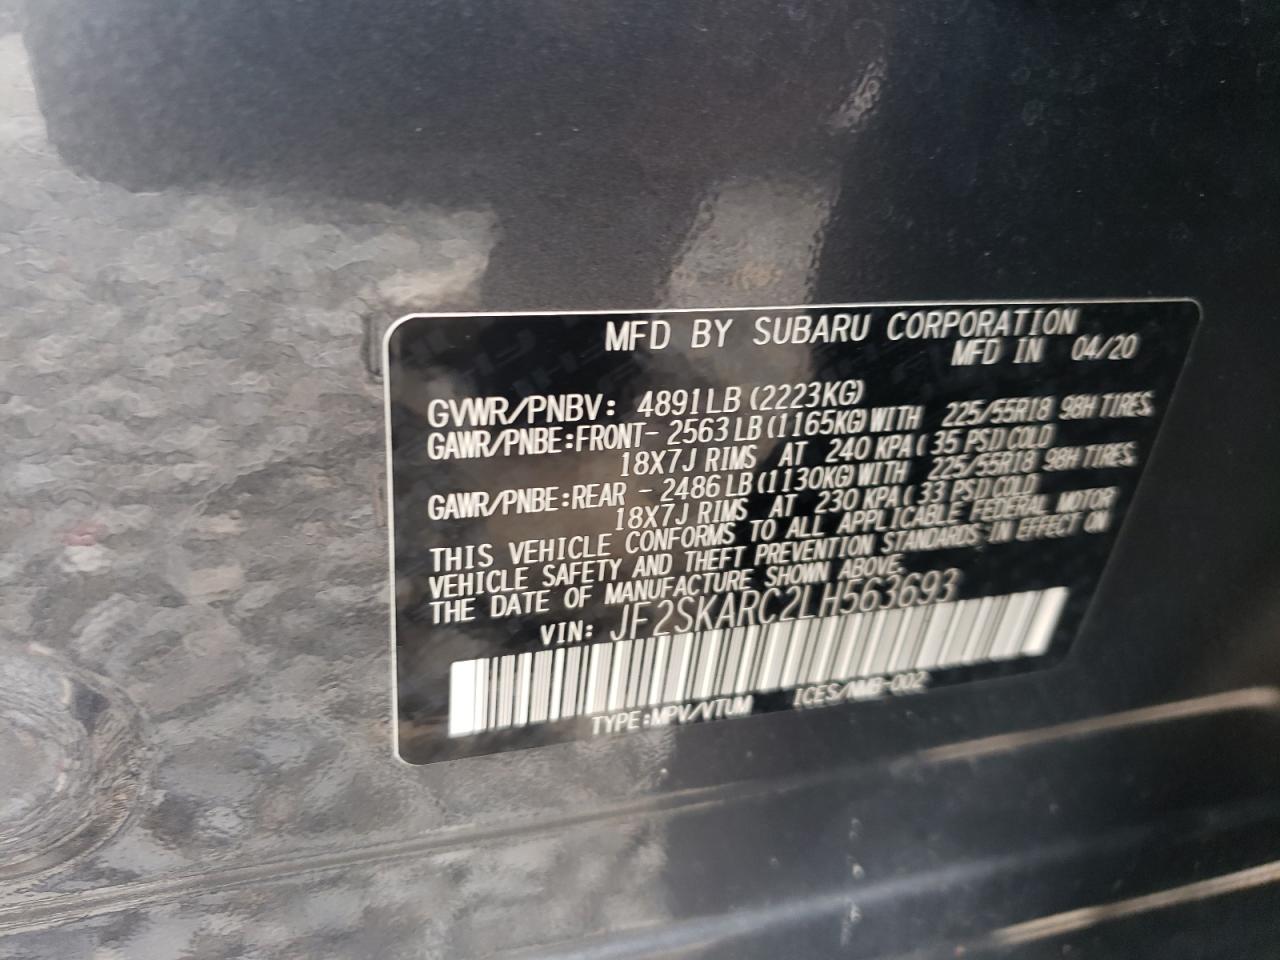 MFD BY SUBARU CORPORATION
MFD IN 04/20
GVWR/PNBV: 4891LB (2223KG)
GAWR/PNBE:FRONT- 2563LB(1165KG)WITH 225/55R18 98H TIRES
18X7J RIMS AT 240 KPA( 35 PSI)COLD
GAWR/PNBE:REAR - 2486LB(1130KG)WITH 225/55R18 98H TIRES
18X7J RIMS AT 230 KPA( 33 PSI)COLD
THIS VEHICLE CONFORMS TO ALL APPLICABLE FEDERAL MOTOR
VEHICLE SAFETY AND THEFT PREVENTION STANDARDS IN EFFECT ON
THE DATE OF MANUFACTURE SHOWN ABOVE.
VIN: JF2SKARC2LH563693
TYPE:MPV/VTUM ICES/NMB-002